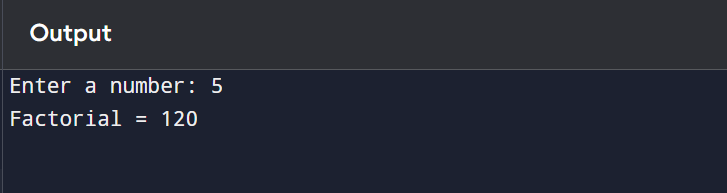 Output
Enter a number: 5
Factorial = 120